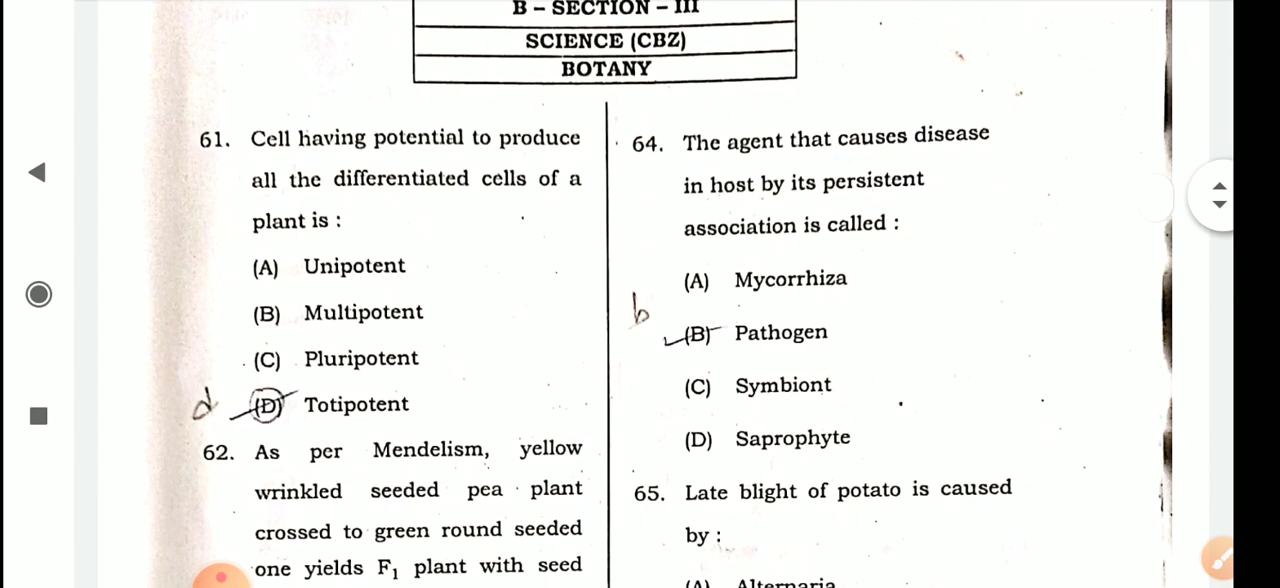 B – SECTION – III
SCIENCE (CBZ)
BOTANY
61. Cell having potential to produce
all the differentiated cells of a
plant is :
(A) Unipotent
(B) Multipotent
(C) Pluripotent
d (D) Totipotent
62. As per Mendelism, yellow
wrinkled seeded pea plant
crossed to green round seeded
one yields F₁ plant with seed
64. The agent that causes disease
in host by its persistent
association is called :
(A) Mycorrhiza
b
(B) Pathogen
(C) Symbiont
(D) Saprophyte
65. Late blight of potato is caused
by :
(A) Alternaria